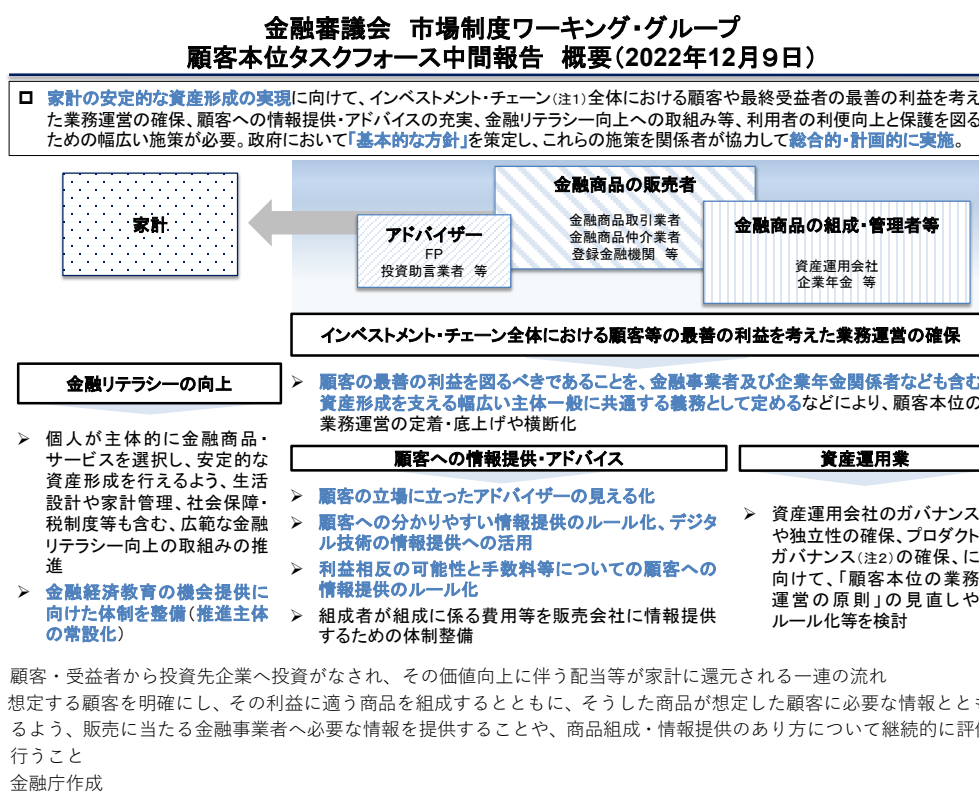 金融審議会　市場制度ワーキング・グループ
顧客本位タスクフォース中間報告　概要（2022年12月９日）
家計の安定的な資産形成の実現に向けて、インベストメント・チェーン（注1）全体における顧客や最終受益者の最善の利益を考え
た業務運営の確保、顧客への情報提供・アドバイスの充実、金融リテラシー向上への取組み等、利用者の利便向上と保護を図る
ための幅広い施策が必要。政府において「基本的な方針」を策定し、これらの施策を関係者が協力して総合的・計画的に実施。
家計
アドバイザー
FP
投資助言業者　等
金融商品の販売者
金融商品取引業者
金融商品仲介業者
登録金融機関　等
金融商品の組成・管理者等
資産運用会社
企業年金　等
インベストメント・チェーン全体における顧客等の最善の利益を考えた業務運営の確保
➢ 顧客の最善の利益を図るべきであることを、金融事業者及び企業年金関係者なども含む
資産形成を支える幅広い主体一般に共通する義務として定めるなどにより、顧客本位の
業務運営の定着・底上げや横断化
金融リテラシーの向上
➢ 個人が主体的に金融商品・
サービスを選択し、安定的な
資産形成を行えるよう、生活
設計や家計管理、社会保障・
税制度等も含む、広範な金融
リテラシー向上の取組みの推
進
➢ 金融経済教育の機会提供に
向けた体制を整備（推進主体
の常設化）
顧客への情報提供・アドバイス
➢ 顧客の立場に立ったアドバイザーの見える化
➢ 顧客への分かりやすい情報提供のルール化、デジタ
ル技術の情報提供への活用
➢ 利益相反の可能性と手数料等についての顧客への
情報提供のルール化
➢ 組成者が組成に係る費用等を販売会社に情報提供
するための体制整備
資産運用業
➢ 資産運用会社のガバナンス
や独立性の確保、プロダクト
ガバナンス（注2）の確保、に
向けて、「顧客本位の業務
運営の原則」の見直しや
ルール化等を検討
顧客・受益者から投資先企業へ投資がなされ、その価値向上に伴う配当等が家計に還元される一連の流れ
想定する顧客を明確にし、その利益に適う商品を組成するとともに、そうした商品が想定した顧客に必要な情報ととも
るよう、販売に当たる金融事業者へ必要な情報を提供することや、商品組成・情報提供のあり方について継続的に評
行うこと
金融庁作成